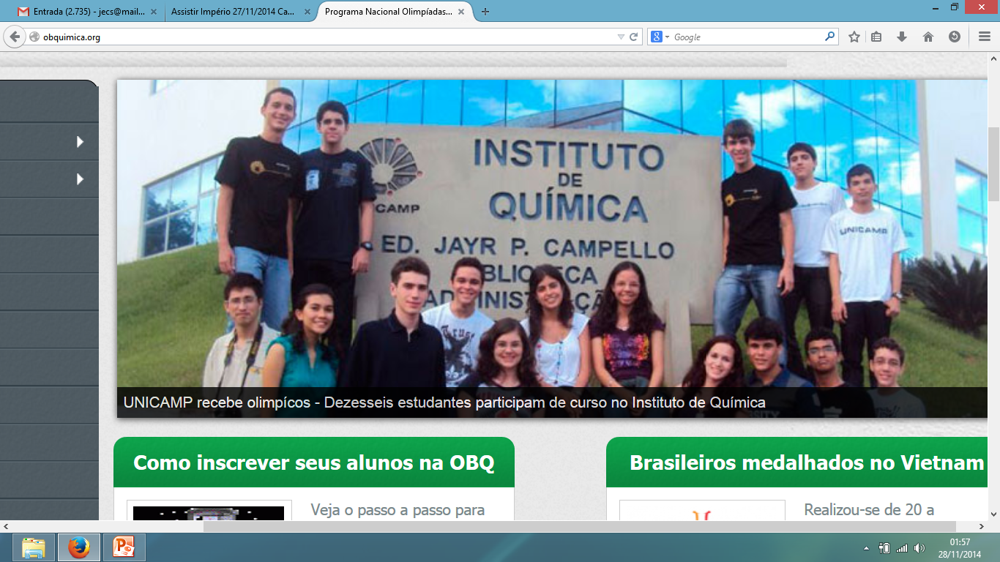 Entrada (2.735) - jecs@mail...
Assistir Império 27/11/2014 Ca...
Programa Nacional Olimpíadas...
obquimica.org
Google
INSTITUTO
DE
QUÍMICA
CAMP
ED. JAYR P. CAMPELLO
BLIOTECA
ADMINISTRAÇÃ
UNICAMP
UNICAMP recebe olimpícos - Dezesseis estudantes participam de curso no Instituto de Química
Como inscrever seus alunos na OBQ
Brasileiros medalhados no Vietnam
Veja o passo a passo para
Realizou-se de 20 a
01:57
28/11/2014